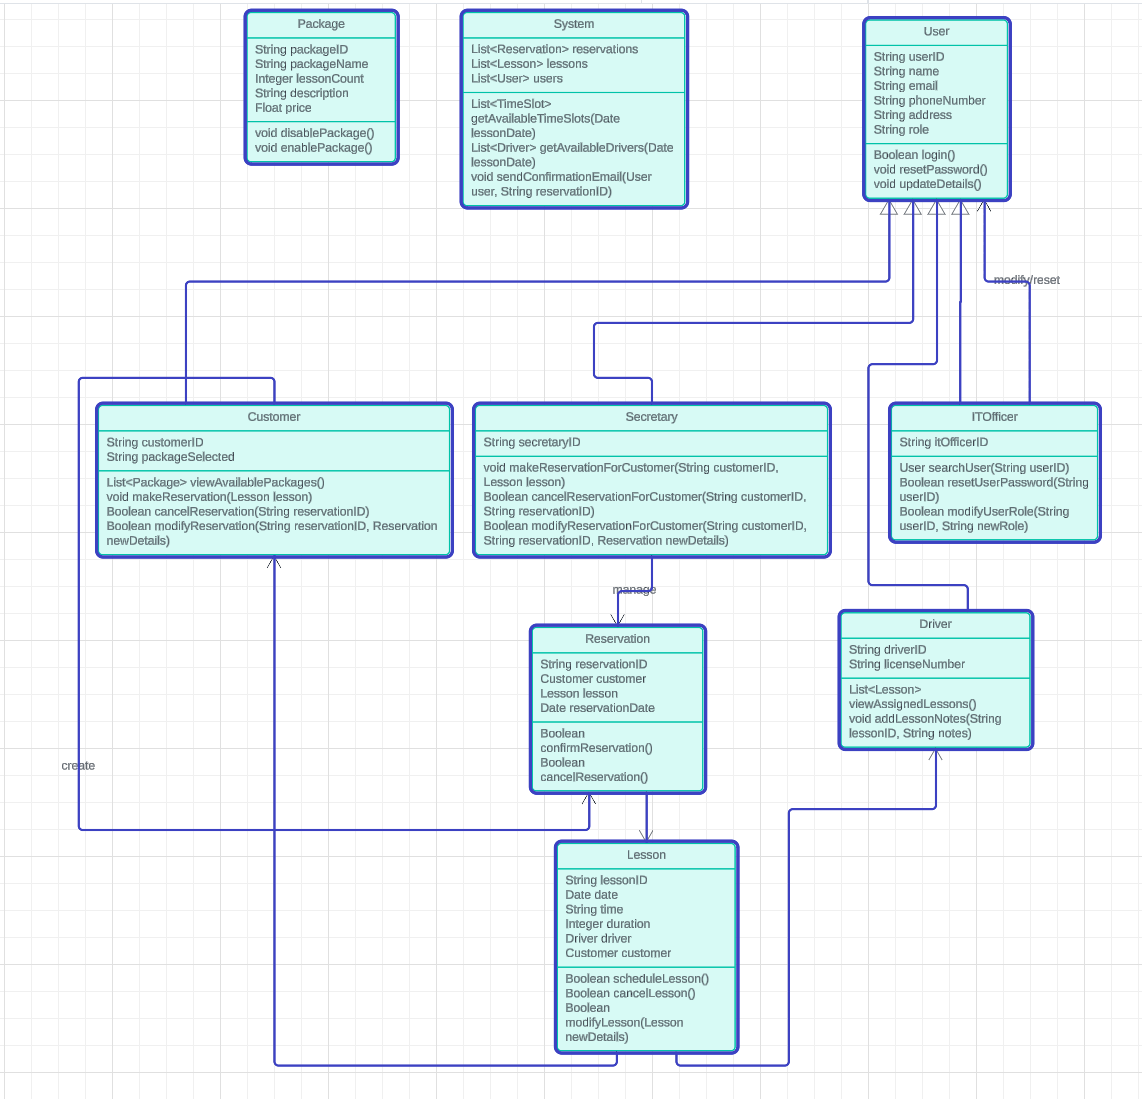 Package
String packageID
String packageName
Integer lessonCount
String description
Float price
void disablePackage()
void enablePackage()
System
List<Reservation> reservations
List<Lesson> lessons
List<User> users
List<TimeSlot>
getAvailableTimeSlots(Date
lessonDate)
List<Driver> getAvailableDrivers(Date
lessonDate)
void sendConfirmationEmail(User
user, String reservationID)
User
String userID
String name
String email
String phoneNumber
String address
String role
Boolean login()
void resetPassword()
void updateDetails()
modify/reset
Customer
String customerID
String packageSelected
List<Package> viewAvailablePackages()
void makeReservation(Lesson lesson)
Boolean cancelReservation(String reservationID)
Boolean modifyReservation(String reservationID, Reservation
newDetails)
Secretary
String secretaryID
void makeReservationForCustomer(String customerID,
Lesson lesson)
Boolean cancelReservationForCustomer(String customerID,
String reservationID)
Boolean modifyReservationForCustomer(String customerID,
String reservationID, Reservation newDetails)
ITOfficer
String itOfficerID
User searchUser(String userID)
Boolean resetUserPassword(String
userID)
Boolean modifyUserRole(String
userID, String newRole)
manage
Reservation
String reservationID
Customer customer
Lesson lesson
Date reservationDate
Boolean
confirmReservation()
Boolean
cancelReservation()
Driver
String driverID
String licenseNumber
List<Lesson>
viewAssignedLessons()
void addLessonNotes(String
lessonID, String notes)
create
Lesson
String lessonID
Date date
String time
Integer duration
Driver driver
Customer customer
Boolean scheduleLesson()
Boolean cancelLesson()
Boolean
modifyLesson(Lesson
newDetails)